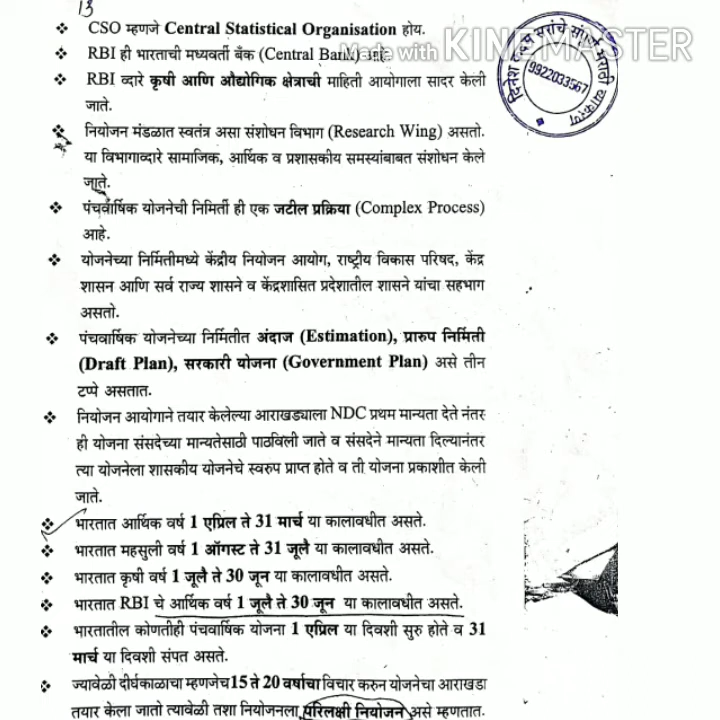 13
❖ CSO म्हणजे Central Statistical Organisation होय.
❖ RBI ही भारताची मध्यवर्ती बँक (Central Bank)
Made with KINEMASTER
❖ RBI व्दारे कृषी आणि औद्योगिक क्षेत्राची माहिती आयोगाला सादर केली
जाते.
❖ नियोजन मंडळात स्वतंत्र असा संशोधन विभाग (Research Wing) असतो.
या विभागाव्दारे सामाजिक, आर्थिक व प्रशासकीय समस्यांबाबत संशोधन केले
जाते.
❖ पंचवार्षिक योजनेची निमिर्ती ही एक जटील प्रक्रिया (Complex Process)
आहे.
❖ योजनेच्या निर्मितीमध्ये केंद्रीय नियोजन आयोग, राष्ट्रीय विकास परिषद, केंद्र
शासन आणि सर्व राज्य शासने व केंद्रशासित प्रदेशातील शासने यांचा सहभाग
असतो.
❖ पंचवार्षिक योजनेच्या निमिर्तीत अंदाज (Estimation), प्रारुप निर्मिती
(Draft Plan), सरकारी योजना (Government Plan) असे तीन
टप्पे असतात.
❖ नियोजन आयोगाने तयार केलेल्या आराखड्याला NDC प्रथम मान्यता देते नंतर
ही योजना संसदेच्या मान्यतेसाठी पाठविली जाते व संसदेने मान्यता दिल्यानंतर
त्या योजनेला शासकीय योजनेचे स्वरुप प्राप्त होते व ती योजना प्रकाशीत केली
जाते.
❖ भारतात आर्थिक वर्ष 1 एप्रिल ते 31 मार्च या कालावधीत असते.
❖ भारतात महसुली वर्ष 1 ऑगस्ट ते 31 जूलै या कालावधीत असते.
❖ भारतात कृषी वर्ष 1 जूलै ते 30 जून या कालावधीत असते.
❖ भारतात RBI चे आर्थिक वर्ष 1 जूलै ते 30 जून या कालावधीत असते.
❖ भारतातील कोणतीही पंचवार्षिक योजना 1 एप्रिल या दिवशी सुरु होते व 31
मार्च या दिवशी संपत असते.
❖ ज्यावेळी दीर्घकाळाचा म्हणजेच 15 ते 20 वर्षाचा विचार करुन योजनेचा आराखडा
तयार केला जातो त्यावेळी तशा नियोजनाला परिलक्षी नियोजन असे म्हणतात.
सरांचे संपूर्ण मराठी व्याकरण
9922033567